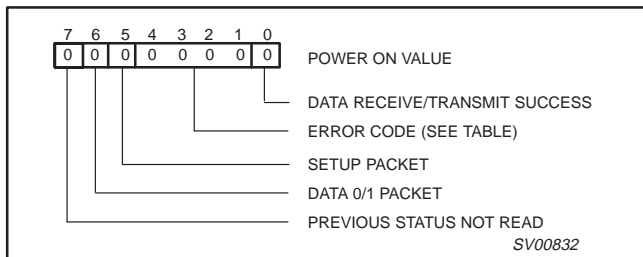 7 6 5 4 3 2 1 0
0 0 0 0 0 0 0 0 POWER ON VALUE
DATA RECEIVE/TRANSMIT SUCCESS
ERROR CODE (SEE TABLE)
SETUP PACKET
DATA 0/1 PACKET
PREVIOUS STATUS NOT READ
SV00832